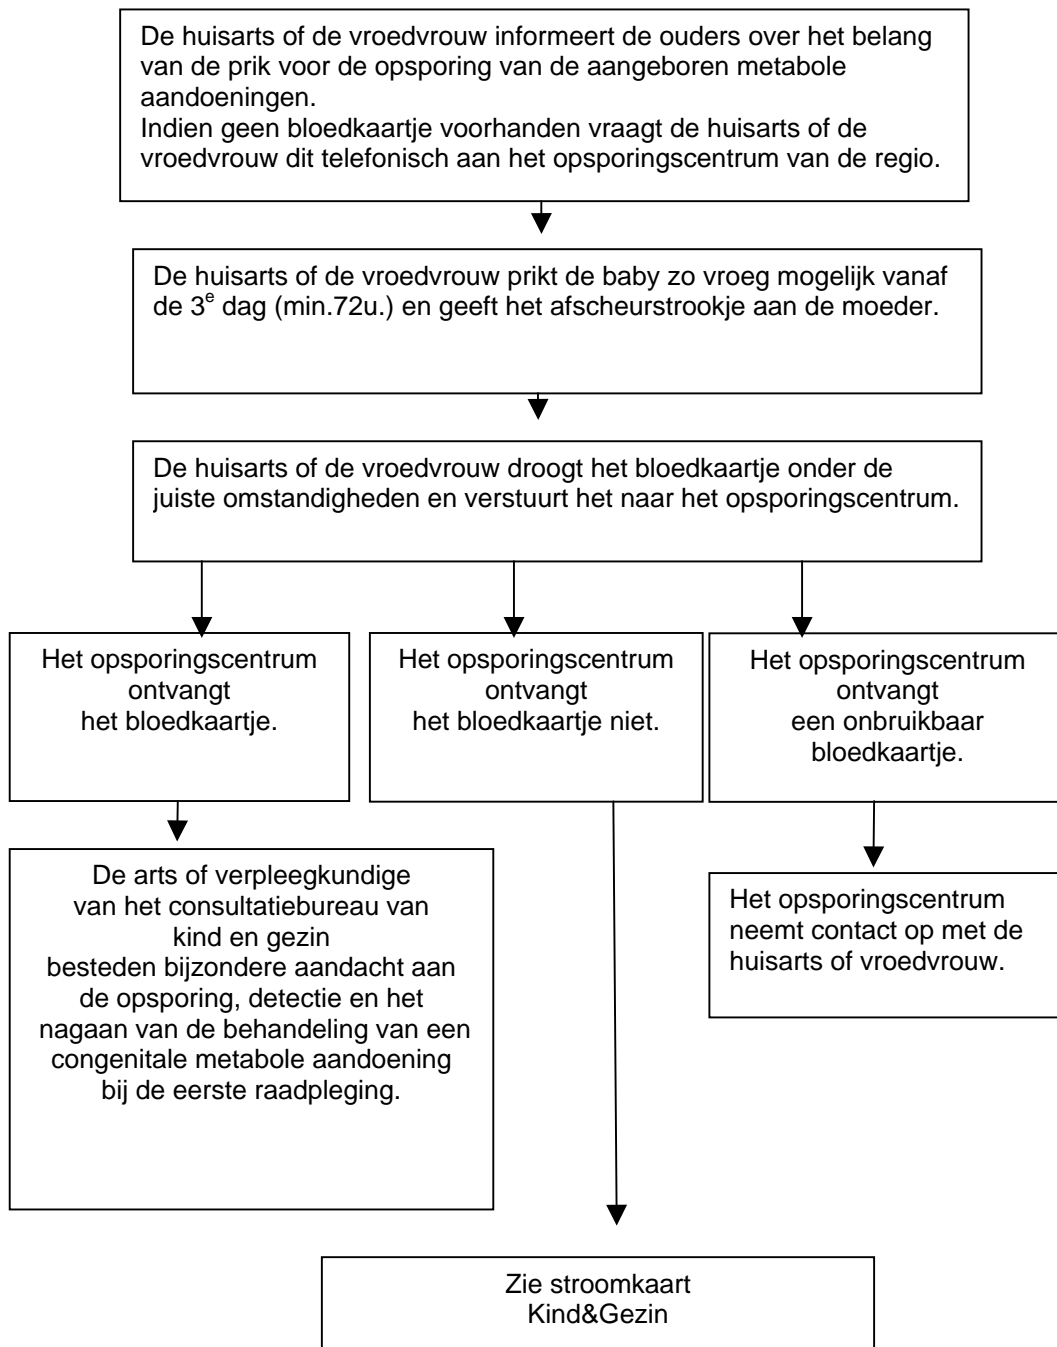 De huisarts of de vroedvrouw informeert de ouders over het belang
van de prik voor de opsporing van de aangeboren metabole
aandoeningen.
Indien geen bloedkaartje voorhanden vraagt de huisarts of de
vroedvrouw dit telefonisch aan het opsporingscentrum van de regio.
De huisarts of de vroedvrouw prikt de baby zo vroeg mogelijk vanaf
de 3e dag (min.72u.) en geeft het afscheurstrookje aan de moeder.
De huisarts of de vroedvrouw droogt het bloedkaartje onder de
juiste omstandigheden en verstuurt het naar het opsporingscentrum.
Het opsporingscentrum
ontvangt
het bloedkaartje.
Het opsporingscentrum
ontvangt
het bloedkaartje niet.
Het opsporingscentrum
ontvangt
een onbruikbaar
bloedkaartje.
De arts of verpleegkundige
van het consultatiebureau van
kind en gezin
besteden bijzondere aandacht aan
de opsporing, detectie en het
nagaan van de behandeling van een
congenitale metabole aandoening
bij de eerste raadpleging.
Het opsporingscentrum
neemt contact op met de
huisarts of vroedvrouw.
Zie stroomkaart
Kind&Gezin